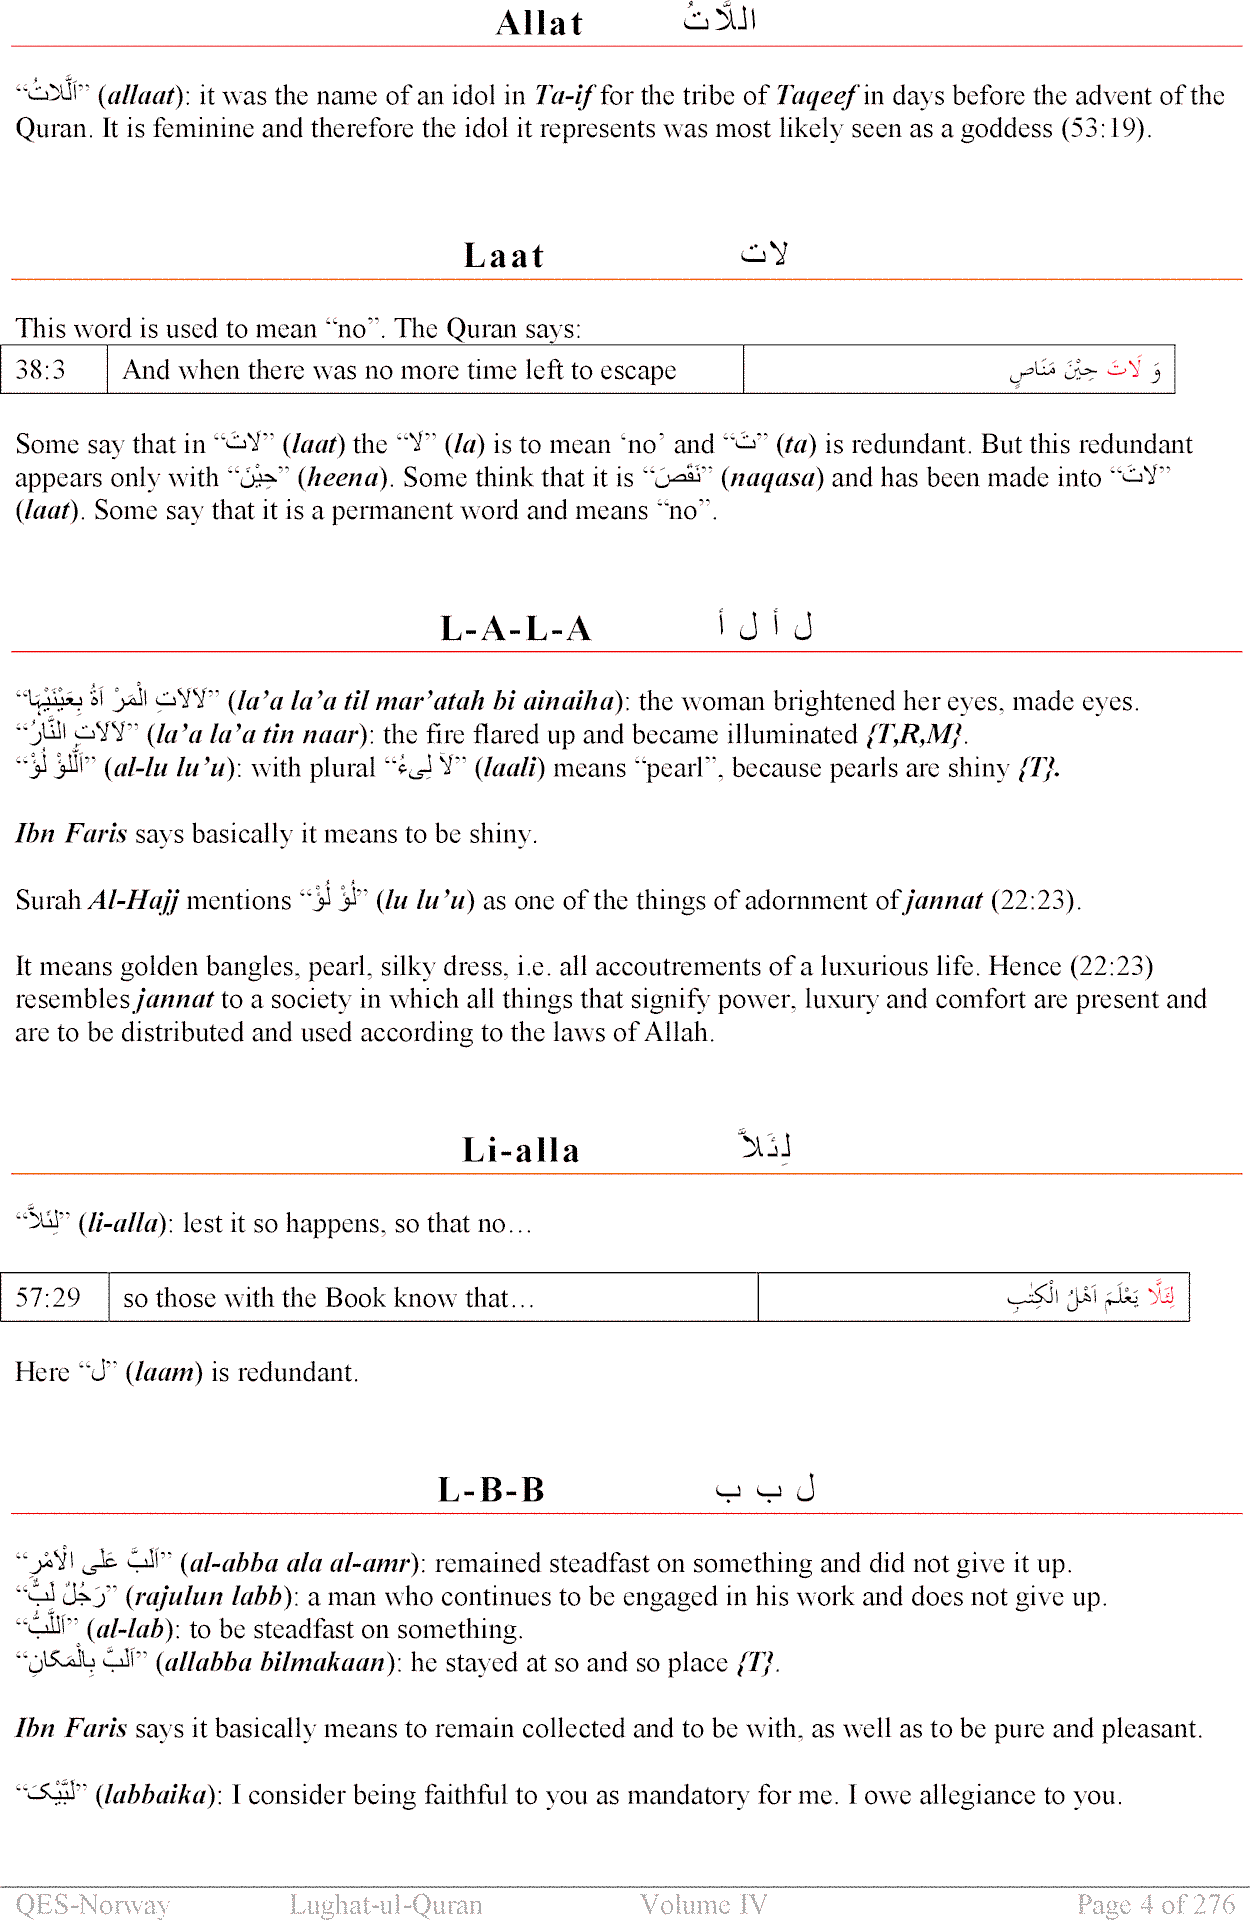 Allat اللَّاتُ
“اَللَّاتُ” (allaat): it was the name of an idol in Ta-if for the tribe of Taqeef in days before the advent of the
Quran. It is feminine and therefore the idol it represents was most likely seen as a goddess (53:19).
Laat لات
This word is used to mean “no”. The Quran says:
38:3 And when there was no more time left to escape وَ لَاتَ حِيْنَ مَنَاصٍ
Some say that in “لَاتَ” (laat) the “لَا” (la) is to mean ‘no’ and “تَ” (ta) is redundant. But this redundant
appears only with “حِيْنَ” (heena). Some think that it is “نَقَصَ” (naqasa) and has been made into “لَاتَ”
(laat). Some say that it is a permanent word and means “no”.
L-A-L-A ل أ ل أ
“لَاَلَاَتِ الْمَرْ اَةُ بِعَيْنَيْهَا” (la’a la’a til mar’atah bi ainaiha): the woman brightened her eyes, made eyes.
“لَاَلَاَتِ النَّارُ” (la’a la’a tin naar): the fire flared up and became illuminated {T,R,M}.
“اَللُّؤْ لُؤْ” (al-lu lu’u): with plural “لَآ لِىءُ” (laali) means “pearl”, because pearls are shiny {T}.
Ibn Faris says basically it means to be shiny.
Surah Al-Hajj mentions “لُؤْ لُؤْ” (lu lu’u) as one of the things of adornment of jannat (22:23).
It means golden bangles, pearl, silky dress, i.e. all accoutrements of a luxurious life. Hence (22:23)
resembles jannat to a society in which all things that signify power, luxury and comfort are present and
are to be distributed and used according to the laws of Allah.
Li-alla لِئَلاَّ
“لِئَلاَّ” (li-alla): lest it so happens, so that no…
57:29 so those with the Book know that… لِئَلَّا يَعْلَمَ اَهْلُ الْكِتٰبِ
Here “ل” (laam) is redundant.
L-B-B ل ب ب
“اَلَبَّ عَلَى الْاَمْرِ” (al-abba ala al-amr): remained steadfast on something and did not give it up.
“رَجُلٌ لَبٌّ” (rajulun labb): a man who continues to be engaged in his work and does not give up.
“اَللَّبُّ” (al-lab): to be steadfast on something.
“اَلَبَّ بِالْمَكَانِ” (allabba bilmakaan): he stayed at so and so place {T}.
Ibn Faris says it basically means to remain collected and to be with, as well as to be pure and pleasant.
“لَبَّيْکَ” (labbaika): I consider being faithful to you as mandatory for me. I owe allegiance to you.
QES-Norway Lughat-ul-Quran Volume IV Page 4 of 276